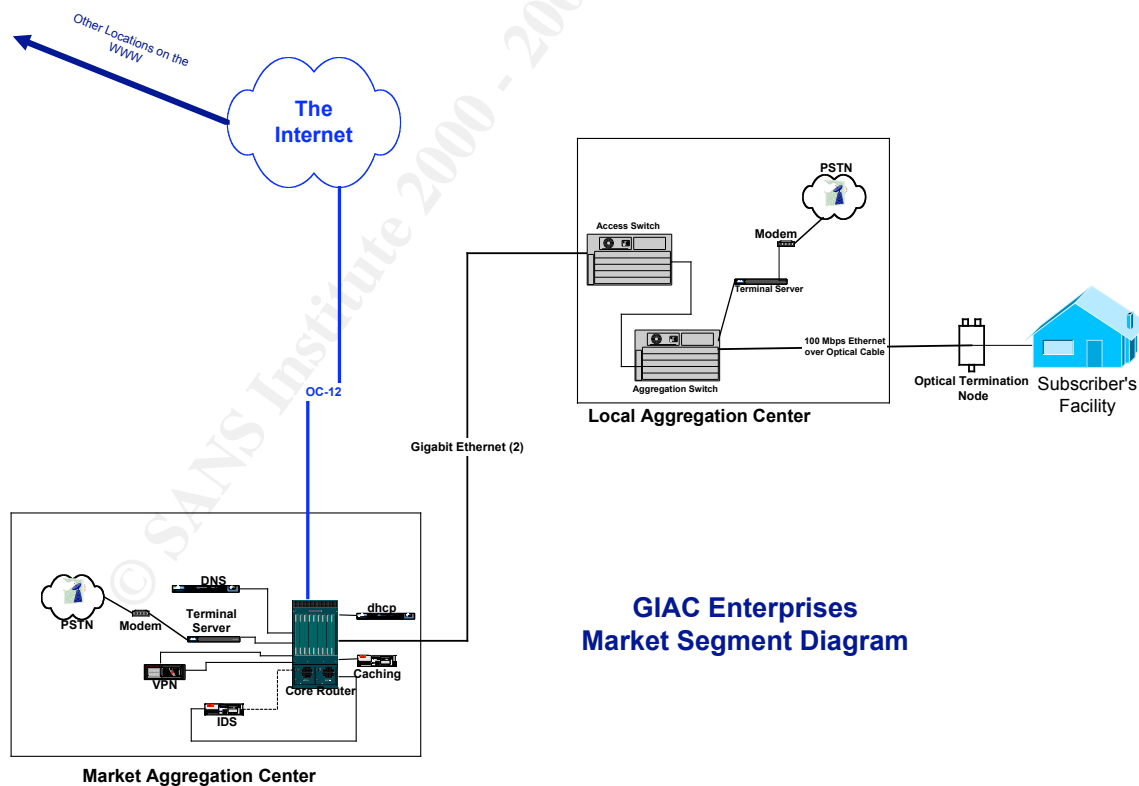 Other Locations on the
WWW
The
Internet
OC-12
Gigabit Ethernet (2)
PSTN
Modem
Access Switch
Terminal Server
Aggregation Switch
100 Mbps Ethernet
over Optical Cable
Optical Termination
Node
Subscriber's
Facility
Local Aggregation Center
GIAC Enterprises
Market Segment Diagram
DNS
dhcp
Terminal
Server
PSTN
Modem
VPN
Caching
Core Router
IDS
Market Aggregation Center
© SANS Institute 2000 - 200